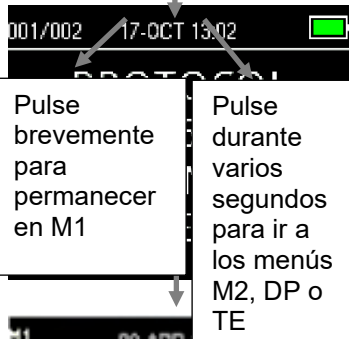 001/002 17-OCT 13:02
PROTOCOL
Pulse
brevemente
para
permanecer
en M1
Pulse
durante
varios
segundos
para ir a
los menús
M2, DP o
TE